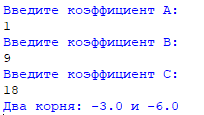 Введите коэффициент A:
1
Введите коэффициент B:
9
Введите коэффициент C:
18
Два корня: -3.0 и -6.0